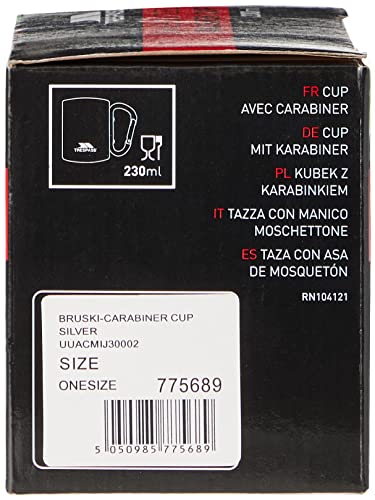 TRESPASS
230ml
FR CUP
AVEC CARABINER
DE CUP
MIT KARABINER
PL KUBEK Z
KARABINKIEM
IT TAZZA CON MANICO
MOSCHETTONE
ES TAZA CON ASA
DE MOSQUETÓN
RN104121
BRUSKI-CARABINER CUP
SILVER
UUACMIJ30002
SIZE
ONESIZE 775689
5 050985 775689